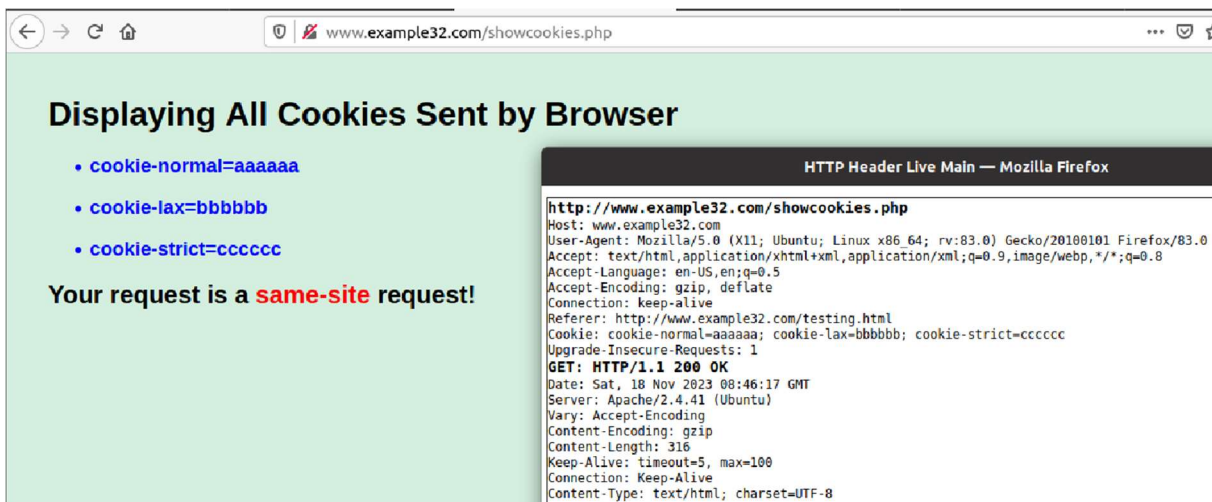 www.example32.com/showcookies.php
Displaying All Cookies Sent by Browser
• cookie-normal=aaaaaa
• cookie-lax=bbbbbb
• cookie-strict=cccccc
Your request is a same-site request!
HTTP Header Live Main — Mozilla Firefox
http://www.example32.com/showcookies.php
Host: www.example32.com
User-Agent: Mozilla/5.0 (X11; Ubuntu; Linux x86_64; rv:83.0) Gecko/20100101 Firefox/83.0
Accept: text/html,application/xhtml+xml,application/xml;q=0.9,image/webp,*/*;q=0.8
Accept-Language: en-US,en;q=0.5
Accept-Encoding: gzip, deflate
Connection: keep-alive
Referer: http://www.example32.com/testing.html
Cookie: cookie-normal=aaaaaa; cookie-lax=bbbbbb; cookie-strict=cccccc
Upgrade-Insecure-Requests: 1
GET: HTTP/1.1 200 OK
Date: Sat, 18 Nov 2023 08:46:17 GMT
Server: Apache/2.4.41 (Ubuntu)
Vary: Accept-Encoding
Content-Encoding: gzip
Content-Length: 316
Keep-Alive: timeout=5, max=100
Connection: Keep-Alive
Content-Type: text/html; charset=UTF-8